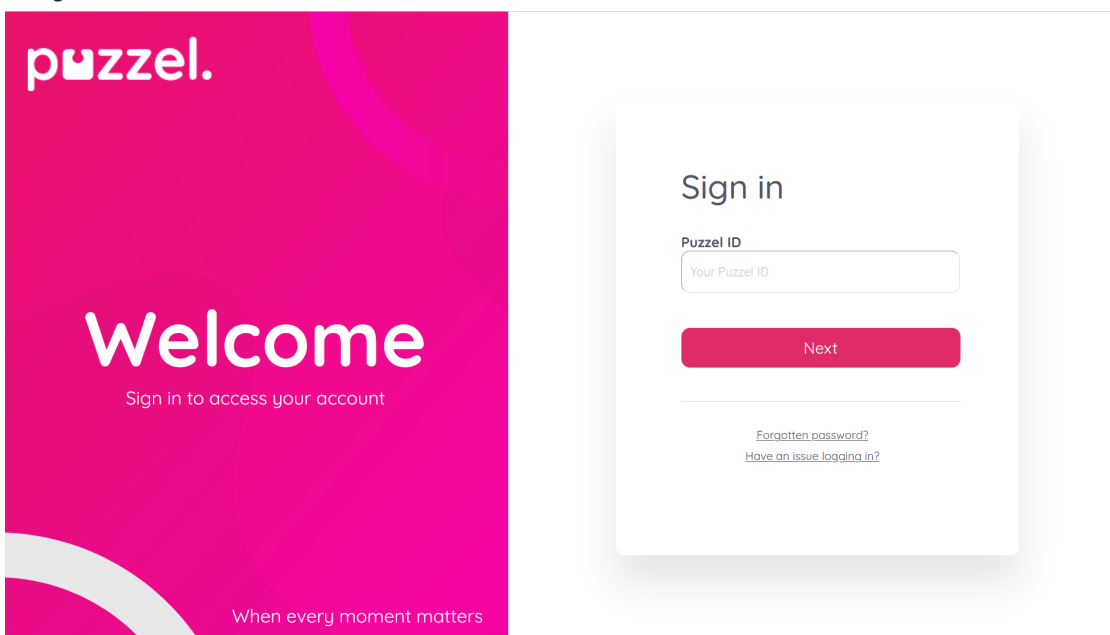 puzzel.
Welcome
Sign in to access your account
When every moment matters
Sign in
Puzzel ID
Your Puzzel ID
Next
Forgotten password?
Have an issue logging in?